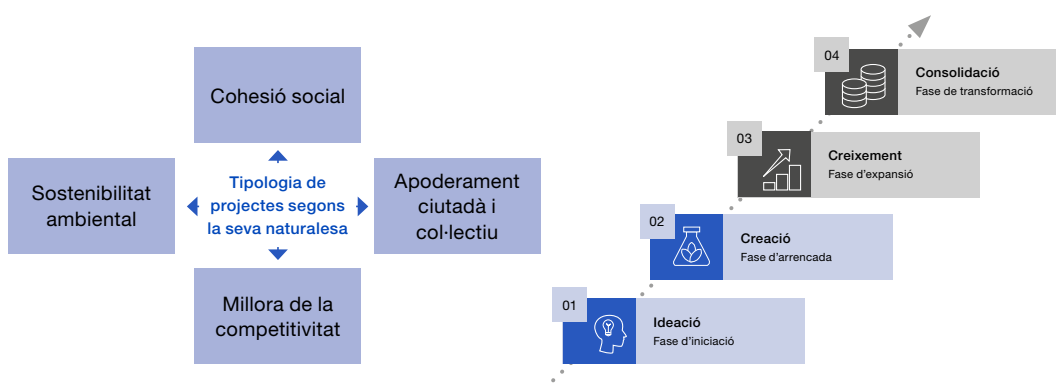 Cohesió social
Sostenibilitat
ambiental
Tipologia de
projectes segons
la seva naturalesa
Apoderament
ciutadà i
col·lectiu
Millora de la
competitivitat
04
Consolidació
Fase de transformació
03
Creixement
Fase d'expansió
02
Creació
Fase d'arrencada
01
Ideació
Fase d'iniciació